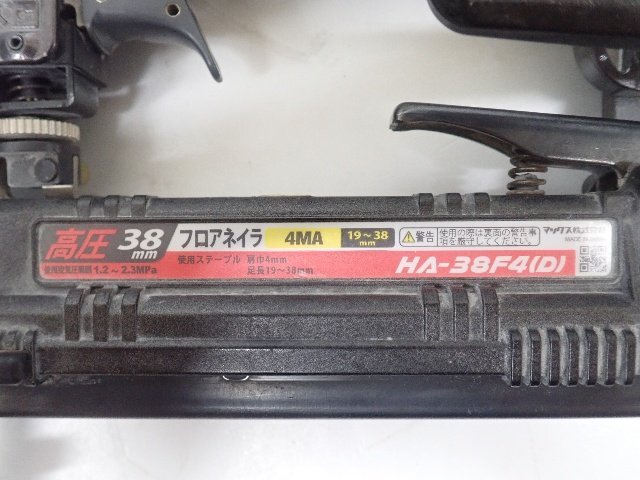 高圧 38mm フロアネイラ 4MA 19～38mm
⚠警告 使用の際は裏面の警告事項を厳守してください。
マックス株式会社
MADE IN JAPAN
使用空気圧範囲 1.2～2.3MPa
使用ステープル 肩巾4mm
足長19～38mm
HA-38F4(D)